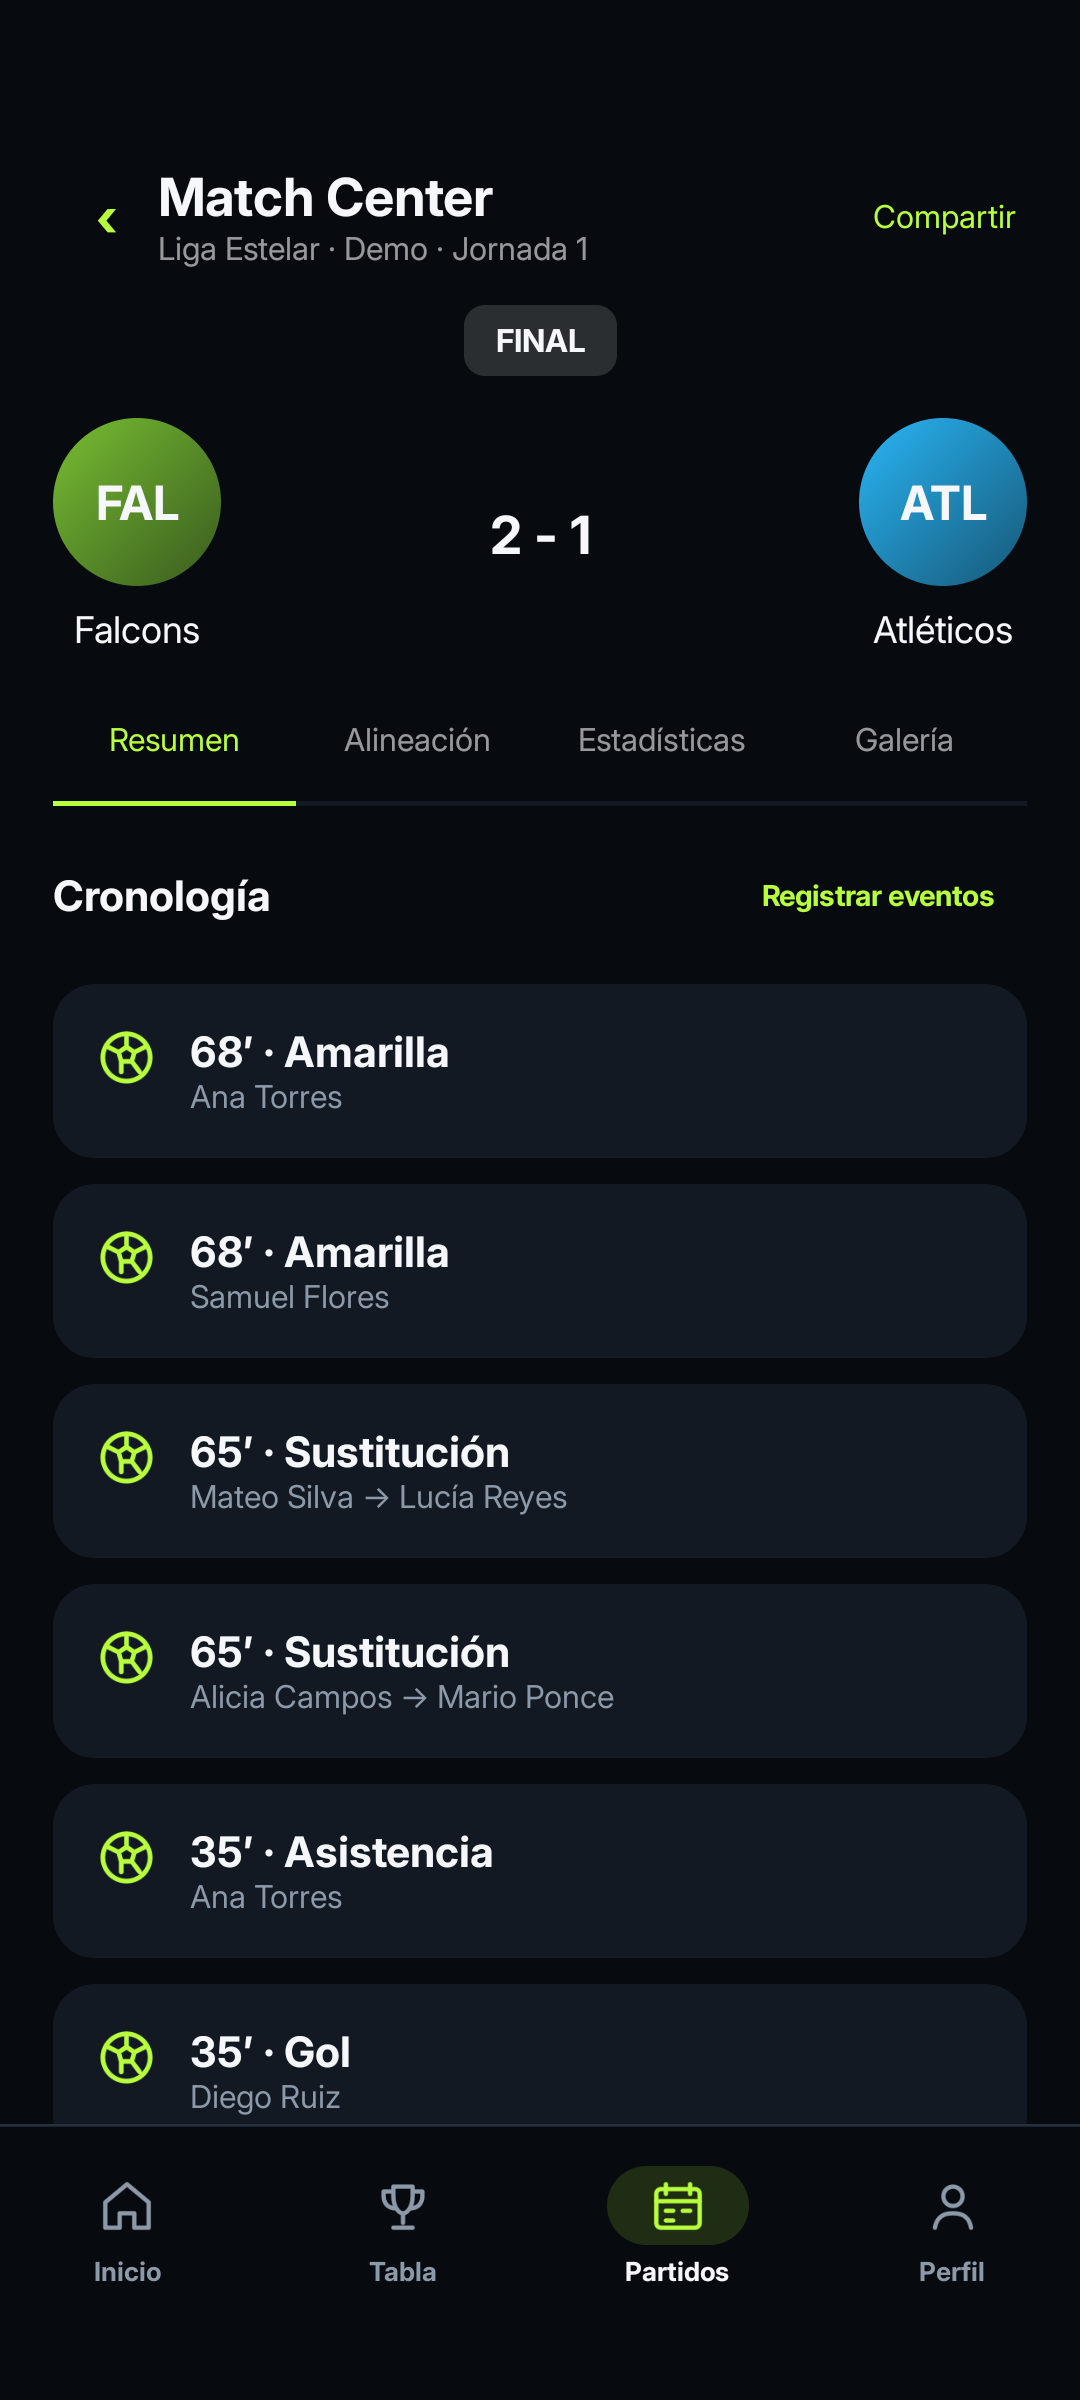 Match Center
Liga Estelar · Demo · Jornada 1
Compartir
FINAL
FAL
2 - 1
ATL
Falcons
Atléticos
Resumen
Alineación
Estadísticas
Galería
Cronología
Registrar eventos
68′ · Amarilla
Ana Torres
68′ · Amarilla
Samuel Flores
65′ · Sustitución
Mateo Silva → Lucía Reyes
65′ · Sustitución
Alicia Campos → Mario Ponce
35′ · Asistencia
Ana Torres
35′ · Gol
Diego Ruiz
Inicio
Tabla
Partidos
Perfil